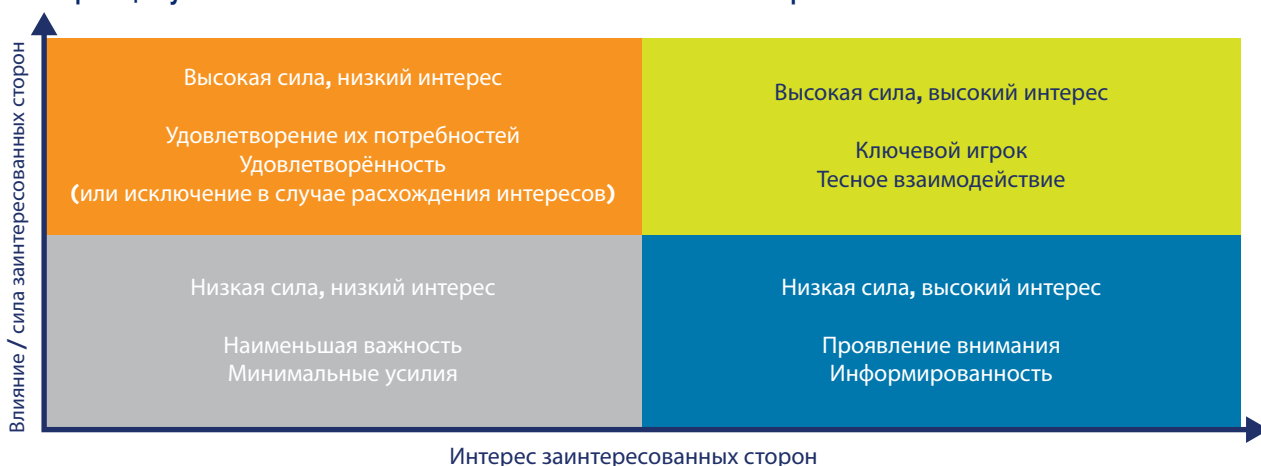 Влияние / сила заинтересованных сторон
Высокая сила, низкий интерес
Удовлетворение их потребностей
Удовлетворённость
(или исключение в случае расхождения интересов)
Высокая сила, высокий интерес
Ключевой игрок
Тесное взаимодействие
Низкая сила, низкий интерес
Наименьшая важность
Минимальные усилия
Низкая сила, высокий интерес
Проявление внимания
Информированность
Интерес заинтересованных сторон